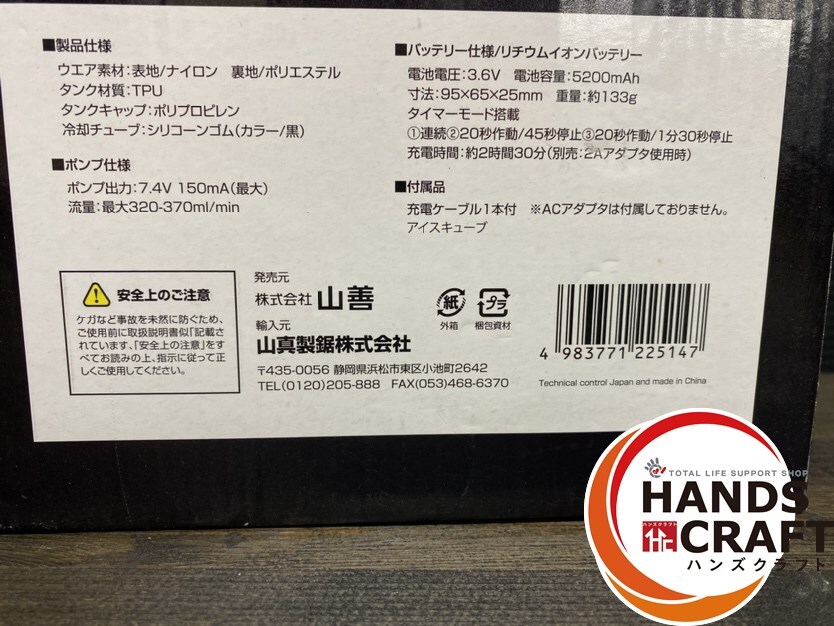 ■製品仕様
ウエア素材:表地/ナイロン 裏地/ポリエステル
タンク材質:TPU
タンクキャップ:ポリプロピレン
冷却チューブ:シリコーンゴム(カラー/黒)
■ポンプ仕様
ポンプ出力:7.4V 150mA(最大)
流量:最大320-370ml/min
■バッテリー仕様/リチウムイオンバッテリー
電池電圧:3.6V 電池容量:5200mAh
寸法:95×65×25mm 重量:約133g
タイマーモード搭載
①連続②20秒作動/45秒停止③20秒作動/1分30秒停止
充電時間:約2時間30分(別売:2Aアダプタ使用時)
■付属品
充電ケーブル1本付 ※ACアダプタは付属しておりません。
アイスキューブ
安全上のご注意
ケガなど事故を未然に防ぐため、
ご使用前に取扱説明書似「記載さ
れています、「安全上の注意」をす
べてお読みの上、指示に従って正
しくご使用してください。
発売元
株式会社 山善
輸入元
山真製鋸株式会社
〒435-0056 静岡県浜松市東区小池町2642
TEL(0120)205-888 FAX(053)468-6370
紙
外箱
プラ
梱包資材
4 983771 225147
Technical control Japan and made in China
TOTAL LIFE SUPPORT SHOP
HANDS
ハンズクラフト
CRAFT
ハンズクラフト